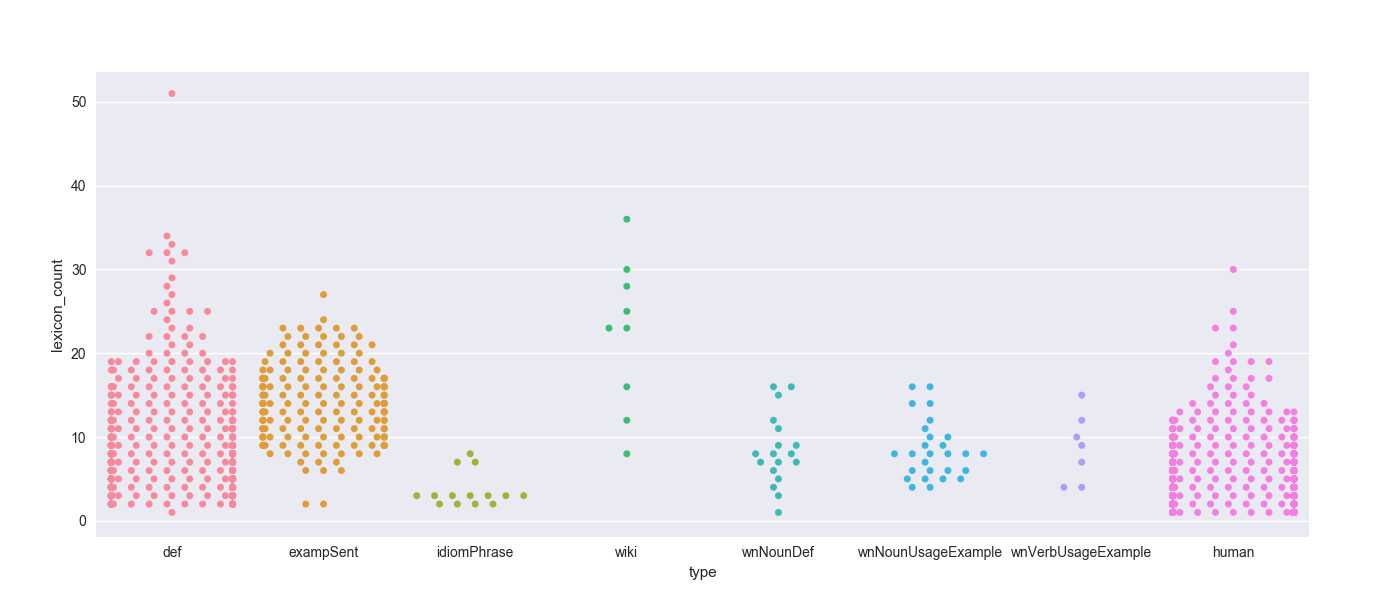 50
40
30
20
10
0
lexicon_count
def exampSent idiomPhrase wiki wnNounDef wnNounUsageExample wnVerbUsageExample human
type